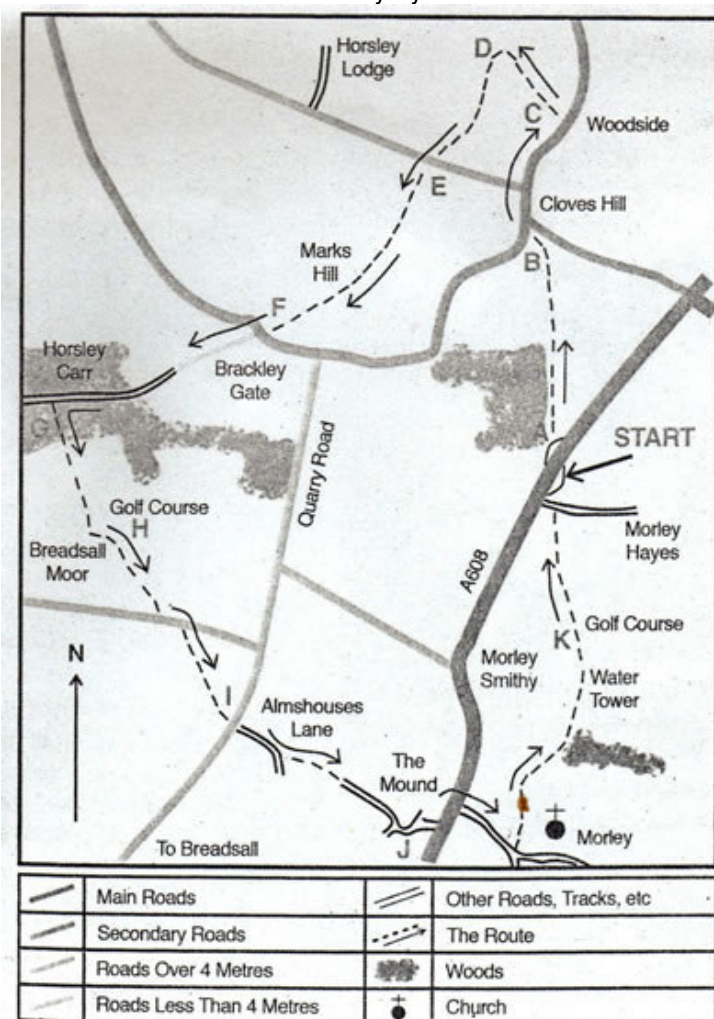 Horsley
Lodge
D
C
Woodside
E
Cloves Hill
B
Marks
Hill
F
Horsley
Carr
Brackley
Gate
G
A
START
Quarry Road
Golf Course
H
Breadsall
Moor
Morley
Hayes
A608
N
K
Golf Course
Morley
Smithy
Water
Tower
I
Almshouses
Lane
The
Mound
J
Morley
To Breadsall
Main Roads
Other Roads, Tracks, etc
Secondary Roads
The Route
Roads Over 4 Metres
Woods
Roads Less Than 4 Metres
Church